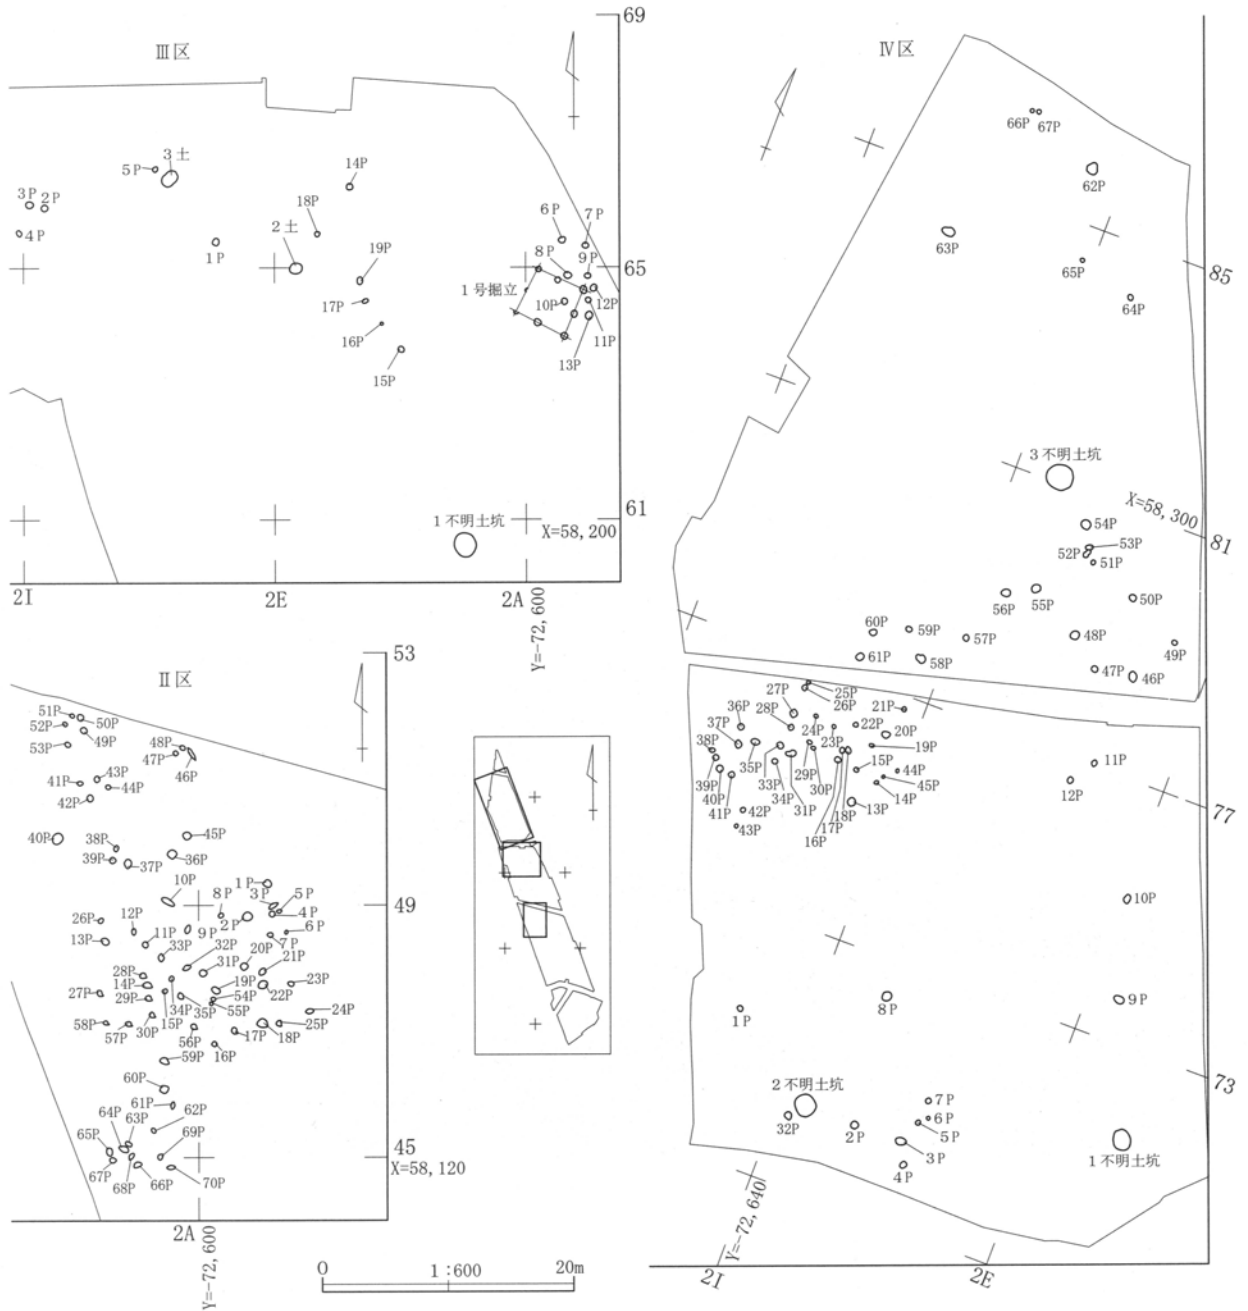 Ⅲ区
69
5P
3土
14P
3P
2P
18P
6P
7P
4P
2土
8P
9P
1P
19P
65
1号掘立
17P
10P
12P
16P
11P
13P
15P
61
1不明土坑
X=58,200
2I
2E
2A
Y=-72,600
Ⅱ区
53
51P
50P
52P
49P
53P
48P
47P
46P
43P
41P
44P
42P
40P
45P
38P
39P
37P
36P
10P
1P
3P
5P
8P
49
4P
26P
12P
2P
6P
9P
7P
13P
11P
33P
32P
20P
31P
21P
28P
14P
19P
23P
27P
29P
34P
35P
54P
22P
55P
24P
58P
57P
30P
15P
56P
17P
18P
25P
16P
59P
60P
61P
64P
63P
62P
65P
69P
45
X=58,120
67P
68P
66P
70P
2A
Y=-72,600
0
1:600
20m
Ⅳ区
66P
67P
62P
63P
65P
85
64P
3不明土坑
X=58,300
54P
53P
81
52P
51P
56P
55P
50P
60P
59P
57P
48P
49P
61P
58P
47P
46P
25P
27P
26P
21P
36P
28P
24P
22P
37P
20P
38P
23P
19P
35P
29P
15P
44P
11P
39P
33P
30P
45P
40P
34P
31P
14P
12P
41P
42P
13P
77
18P
43P
17P
16P
10P
1P
8P
9P
2不明土坑
73
7P
32P
6P
2P
5P
3P
1不明土坑
4P
Y=-72,640
2I
2E